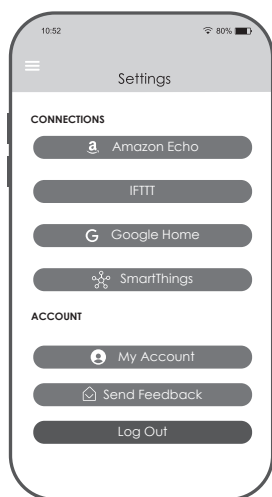 10:52 80%
Settings
CONNECTIONS
a Amazon Echo
IFTTT
G Google Home
SmartThings
ACCOUNT
My Account
Send Feedback
Log Out